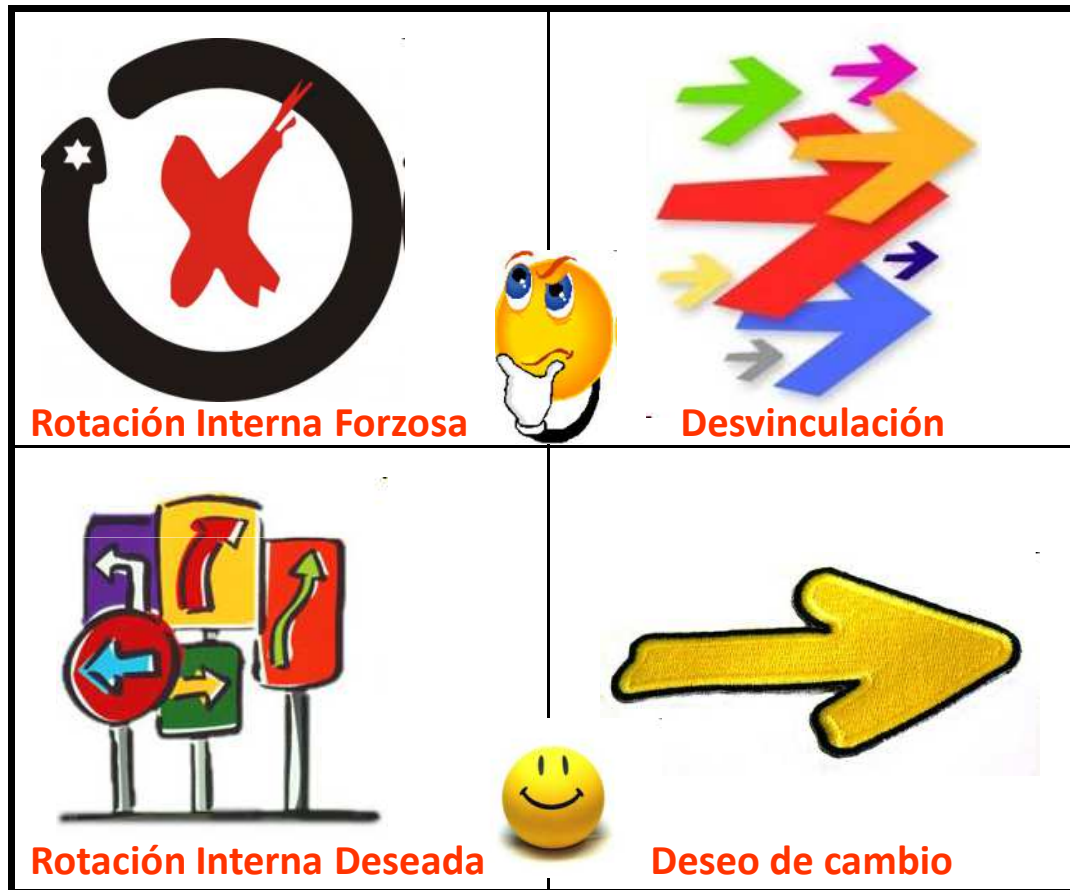 Rotación Interna Forzosa
Desvinculación
Rotación Interna Deseada
Deseo de cambio